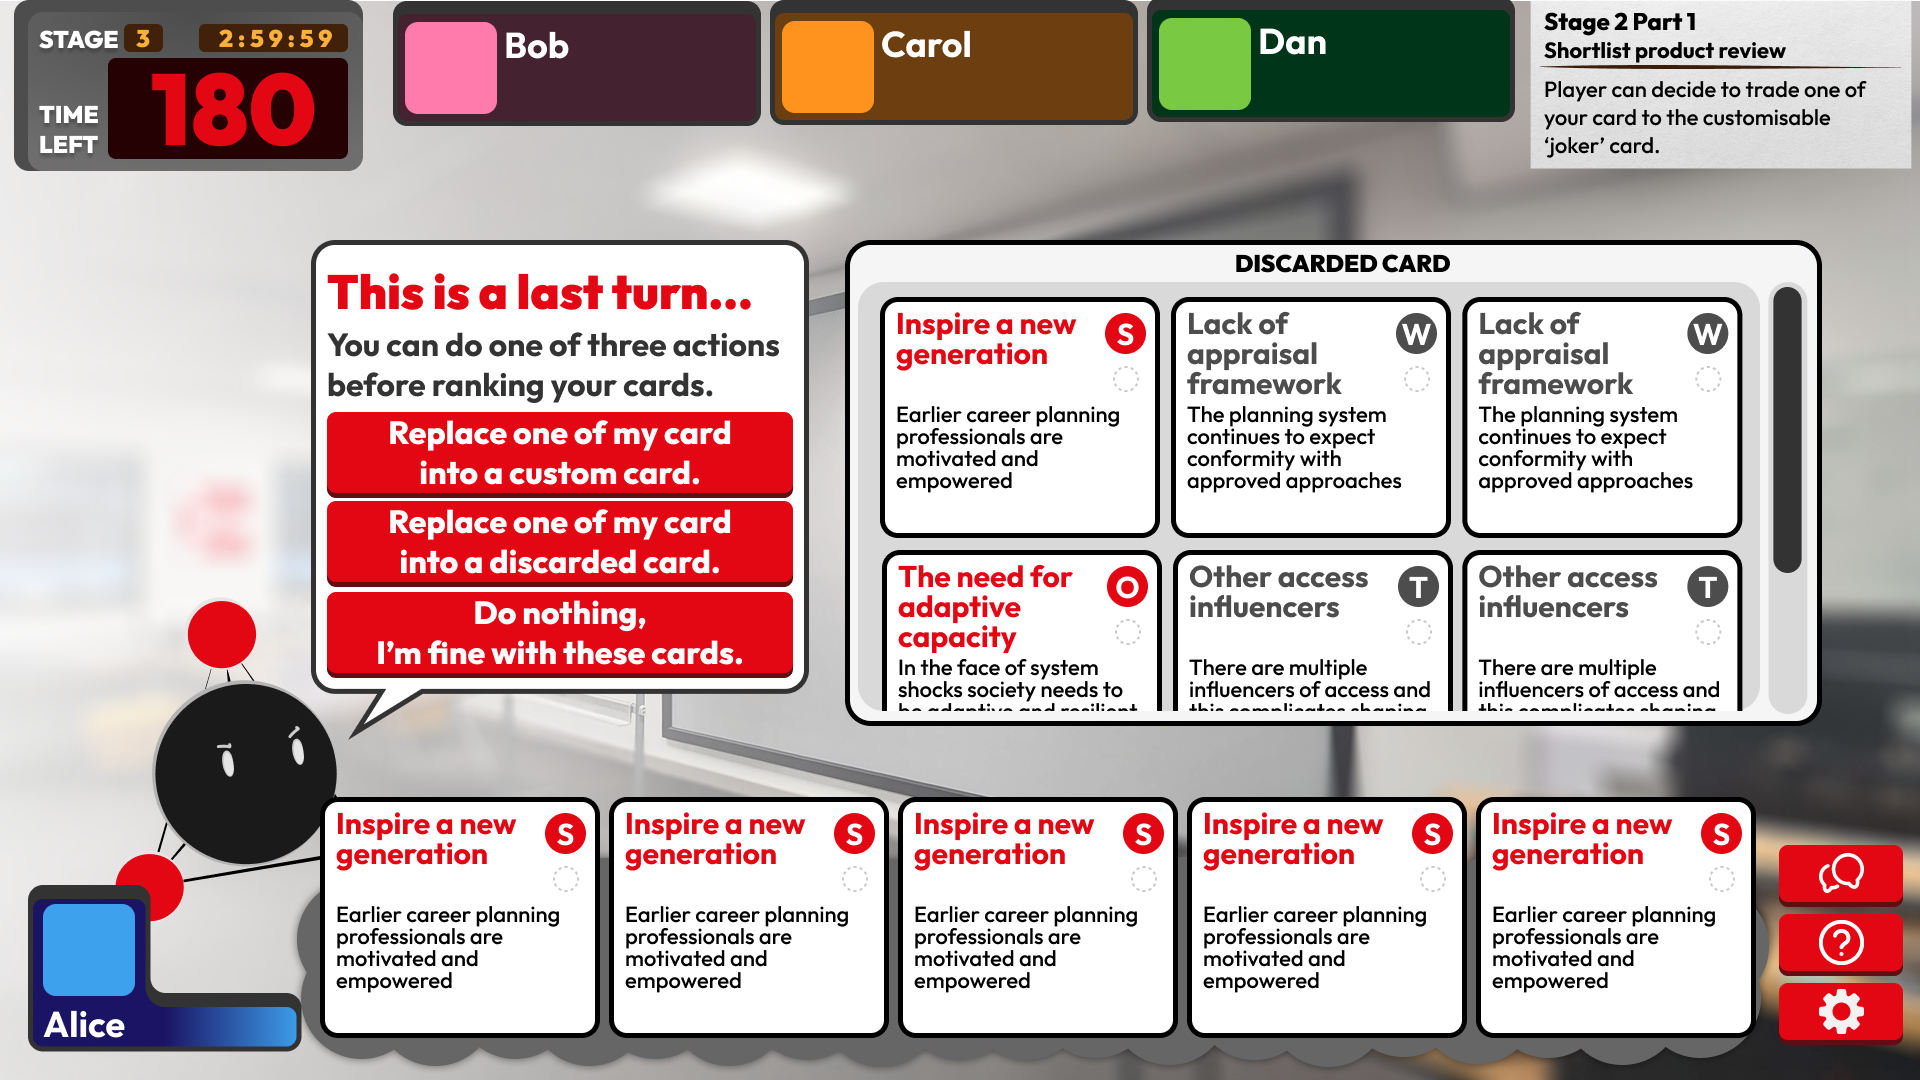 STAGE 3 2:59:59
TIME
LEFT
180
Bob
Carol
Dan
Stage 2 Part 1
Shortlist product review
Player can decide to trade one of
your card to the customisable
‘joker’ card.
This is a last turn...
You can do one of three actions
before ranking your cards.
Replace one of my card
into a custom card.
Replace one of my card
into a discarded card.
Do nothing,
I’m fine with these cards.
DISCARDED CARD
Inspire a new
generation
S
Earlier career planning
professionals are
motivated and
empowered
Lack of
appraisal
framework
W
The planning system
continues to expect
conformity with
approved approaches
Lack of
appraisal
framework
W
The planning system
continues to expect
conformity with
approved approaches
The need for
adaptive
capacity
O
In the face of system
shocks society needs to
be adaptive and resilient
Other access
influencers
T
There are multiple
influencers of access and
this complicates shaping
Other access
influencers
T
There are multiple
influencers of access and
this complicates shaping
Inspire a new
generation
S
Earlier career planning
professionals are
motivated and
empowered
Inspire a new
generation
S
Earlier career planning
professionals are
motivated and
empowered
Inspire a new
generation
S
Earlier career planning
professionals are
motivated and
empowered
Inspire a new
generation
S
Earlier career planning
professionals are
motivated and
empowered
Inspire a new
generation
S
Earlier career planning
professionals are
motivated and
empowered
Alice
?